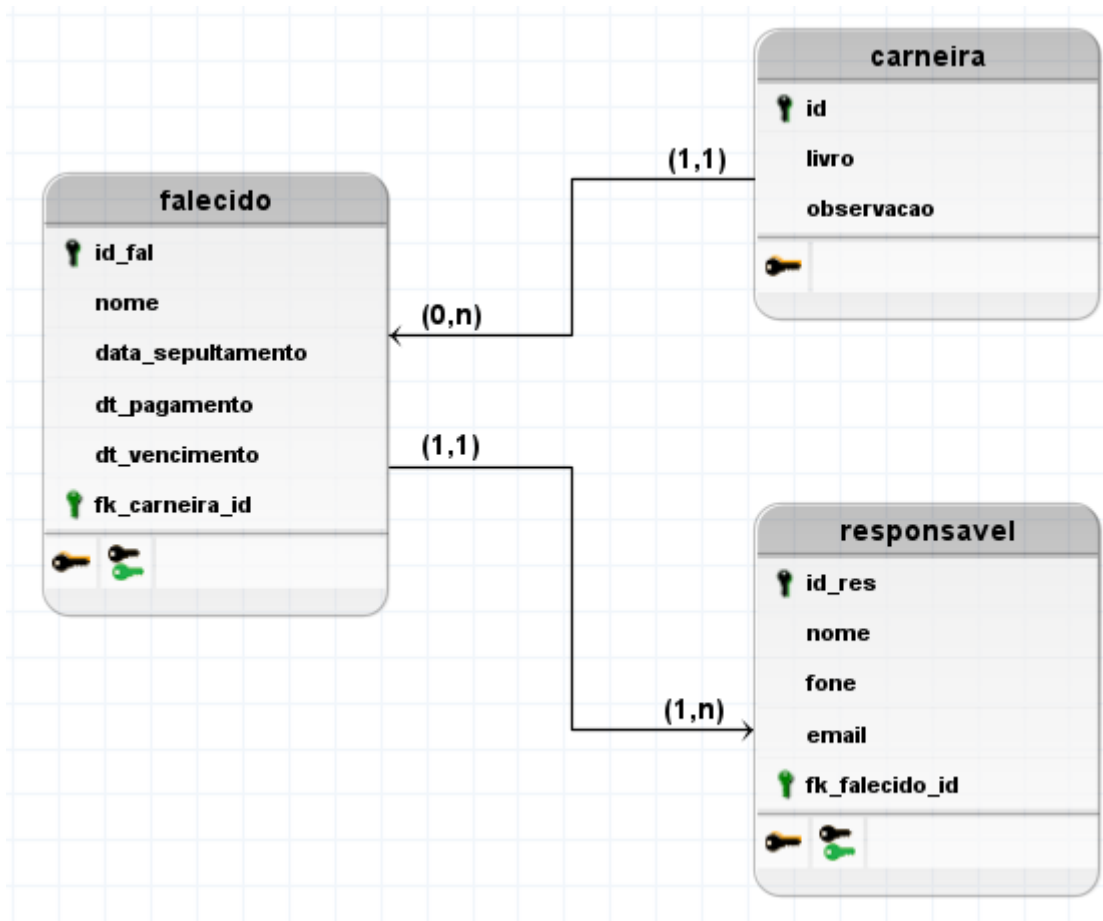 falecido
id_fal
nome
data_sepultamento
dt_pagamento
dt_vencimento
fk_carneira_id
(0,n)
(1,1)
(1,1)
carneira
id
livro
observacao
(1,n)
responsavel
id_res
nome
fone
email
fk_falecido_id